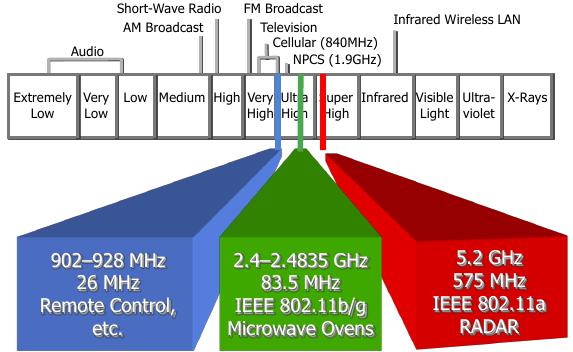 Short-Wave Radio
FM Broadcast
AM Broadcast
Television
Infrared Wireless LAN
Audio
Cellular (840MHz)
NPCS (1.9GHz)
Extremely Low
Very Low
Low
Medium
High
Very High
Ultra High
Super High
Infrared
Visible Light
Ultra-violet
X-Rays
902–928 MHz
26 MHz
Remote Control,
etc.
2.4–2.4835 GHz
83.5 MHz
IEEE 802.11b/g
Microwave Ovens
5.2 GHz
575 MHz
IEEE 802.11a
RADAR